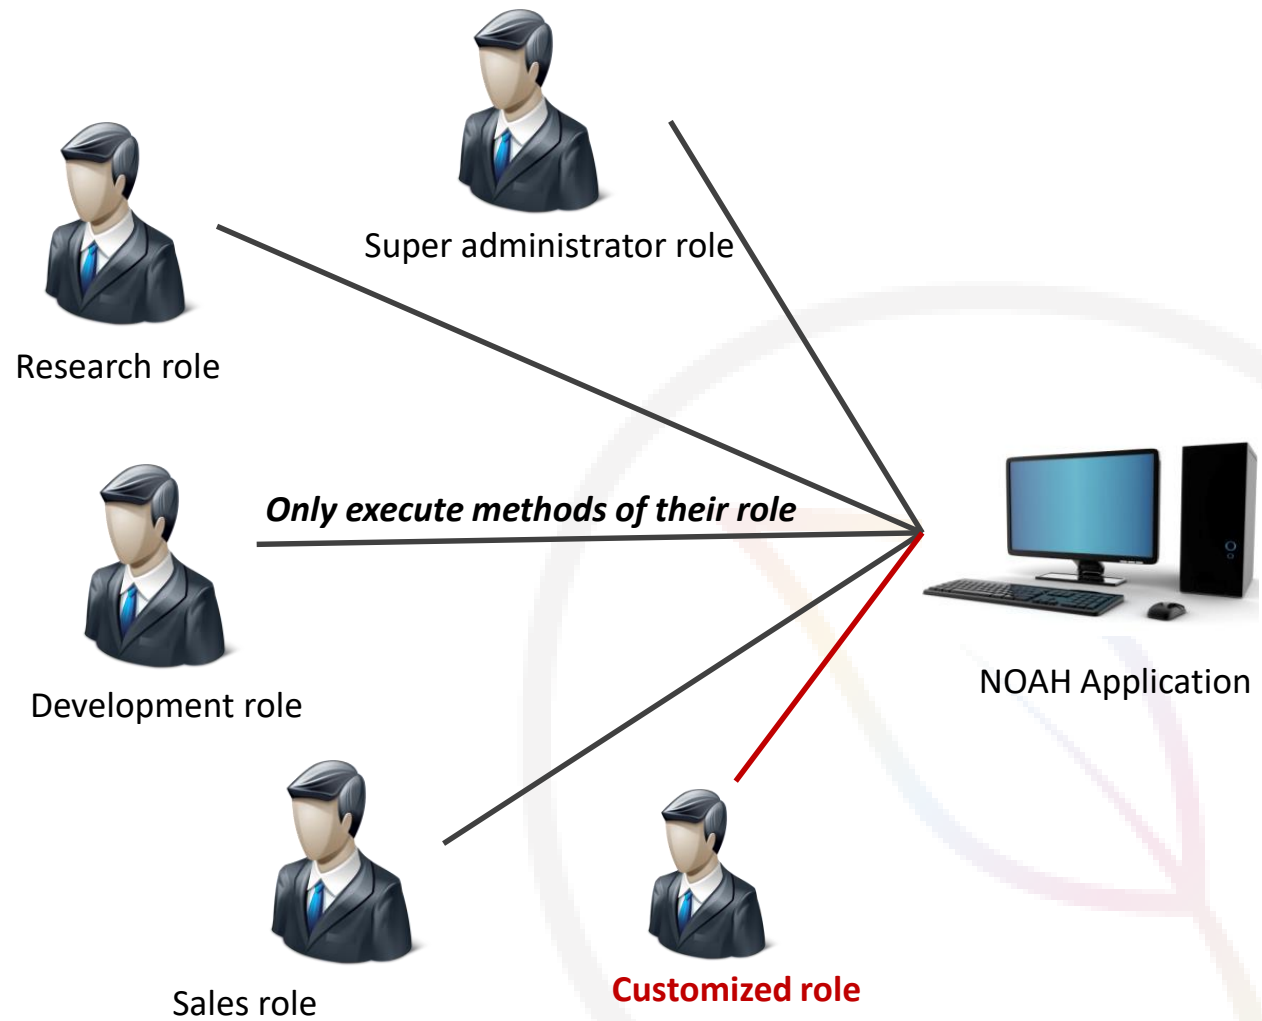 Super administrator role
Research role
Only execute methods of their role
NOAH Application
Development role
Customized role
Sales role